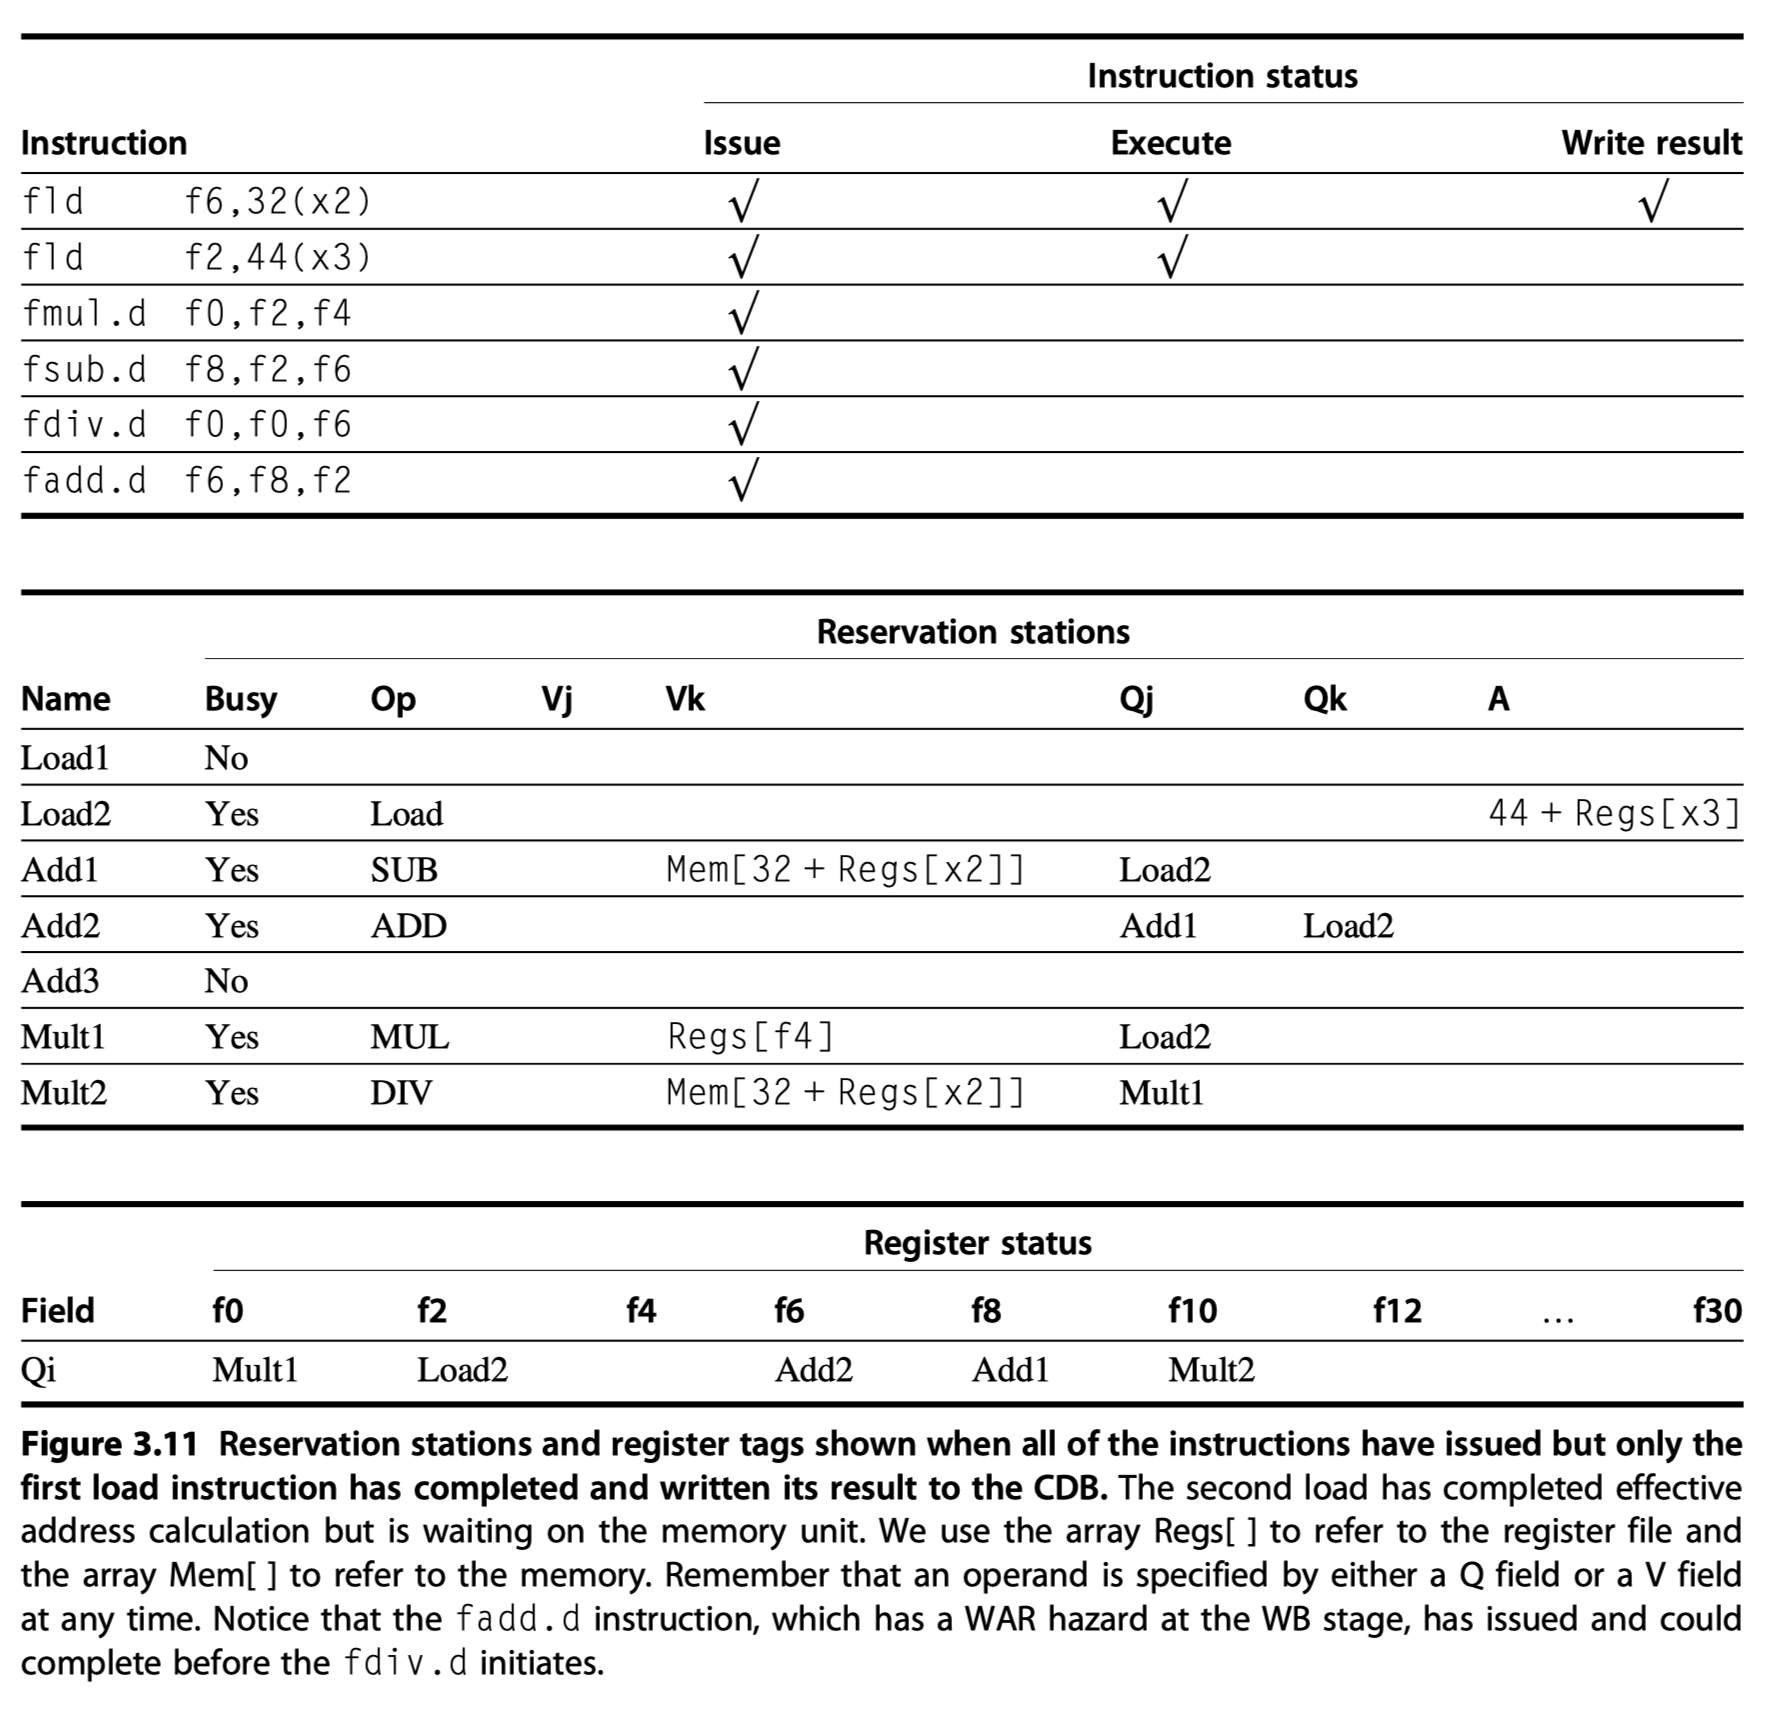 Instruction status
Instruction Issue Execute Write result
fld f6,32(x2) √ √ √
fld f2,44(x3) √ √
fmul.d f0,f2,f4 √
fsub.d f8,f2,f6 √
fdiv.d f0,f0,f6 √
fadd.d f6,f8,f2 √
Reservation stations
Name Busy Op Vj Vk Qj Qk A
Load1 No
Load2 Yes Load 44 + Regs[x3]
Add1 Yes SUB Mem[32 + Regs[x2]] Load2
Add2 Yes ADD Add1 Load2
Add3 No
Mult1 Yes MUL Regs[f4] Load2
Mult2 Yes DIV Mem[32 + Regs[x2]] Mult1
Register status
Field f0 f2 f4 f6 f8 f10 f12 … f30
Qi Mult1 Load2 Add2 Add1 Mult2
Figure 3.11 Reservation stations and register tags shown when all of the instructions have issued but only the
first load instruction has completed and written its result to the CDB. The second load has completed effective
address calculation but is waiting on the memory unit. We use the array Regs[ ] to refer to the register file and
the array Mem[ ] to refer to the memory. Remember that an operand is specified by either a Q field or a V field
at any time. Notice that the fadd.d instruction, which has a WAR hazard at the WB stage, has issued and could
complete before the fdiv.d initiates.